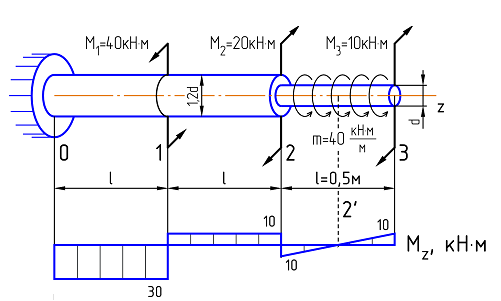 M₁=40кН·м M₂=20кН·м M₃=10кН·м
1,2d
m=40 кН·м/м
d
z
0 1 2 3
l l l=0,5м
2'
10 10
Mz, кН·м
10
30